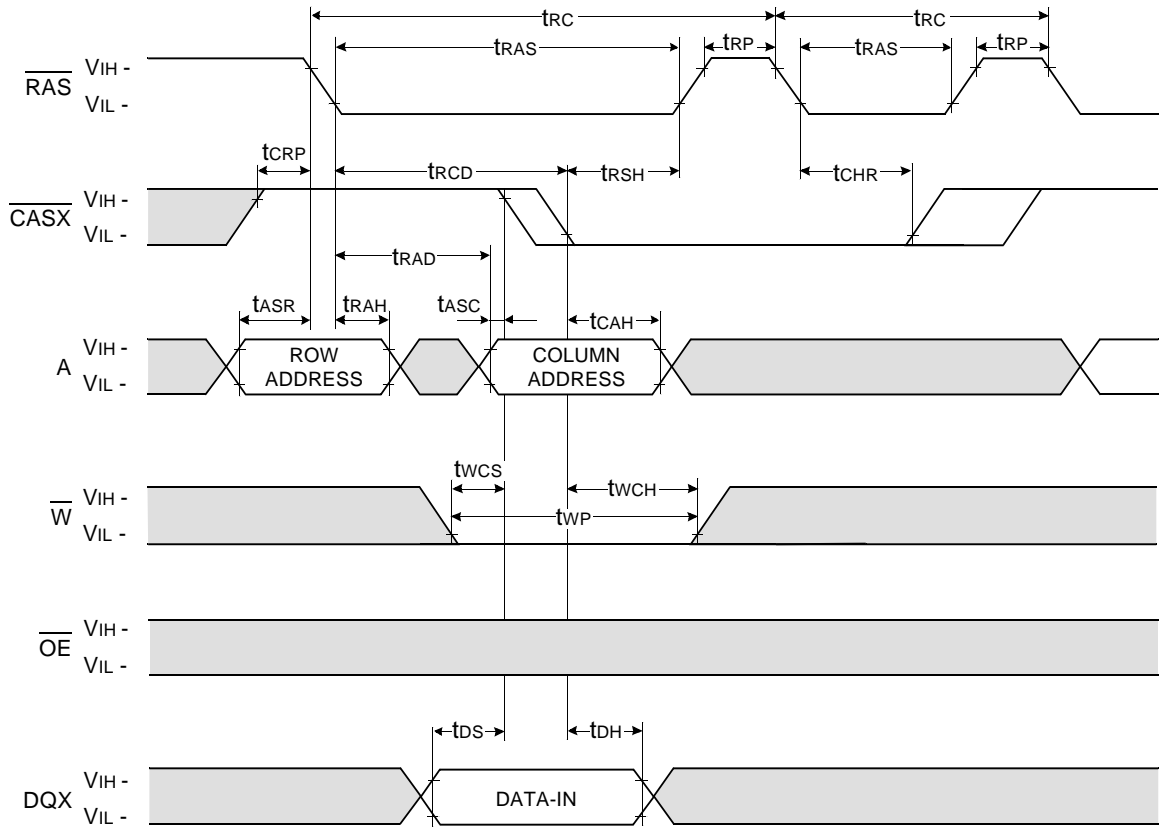 tRC tRC
tRAS tRP tRAS tRP
RAS VIH -
VIL -
tCRP tRCD tRSH tCHR
CASX VIH -
VIL -
tRAD
tASR tRAH tASC tCAH
A VIH -
VIL -
ROW
ADDRESS
COLUMN
ADDRESS
tWCS tWCH
tWP
W VIH -
VIL -
OE VIH -
VIL -
tDS tDH
DQX VIH -
VIL -
DATA-IN